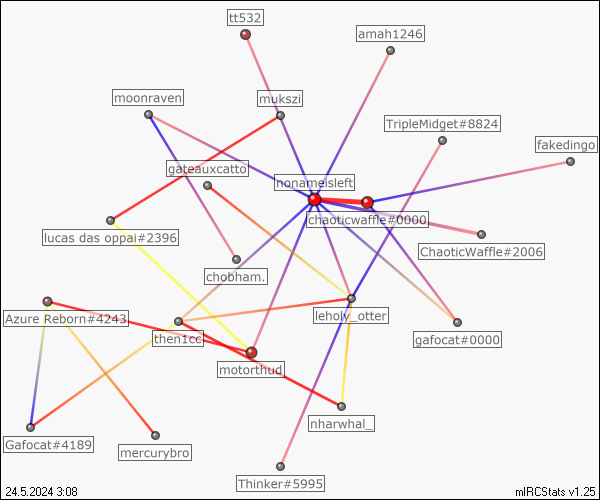 tt532
amah1246
moonraven
mukszi
TripleMidget#8824
fakedingo
gateauxcatto
nonameisleft
chaoticwaffle#0000
lucas das oppai#2396
ChaoticWaffle#2006
chobham.
Azure Reborn#4243
leholy_otter
then1cc
gafocat#0000
motorthud
nharwhal_
Gafocat#4189
mercurybro
Thinker#5995
24.5.2024 3:08
mIRCStats v1.25